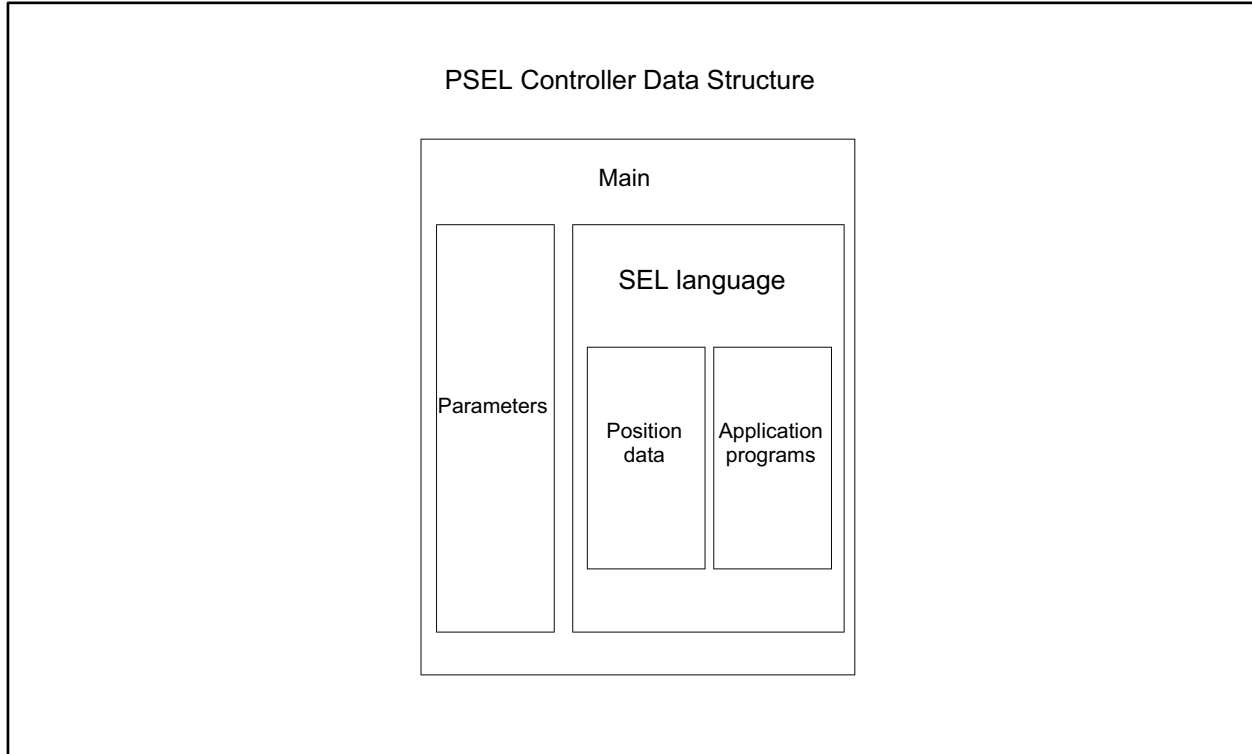 PSEL Controller Data Structure
Main
SEL language
Parameters
Position
data
Application
programs